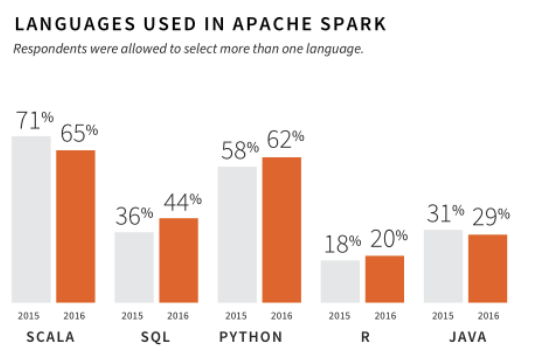 LANGUAGES USED IN APACHE SPARK
Respondents were allowed to select more than one language.
71% 65% 36% 44% 58% 62% 18% 20% 31% 29%
2015 2016 2015 2016 2015 2016 2015 2016 2015 2016
SCALA SQL PYTHON R JAVA